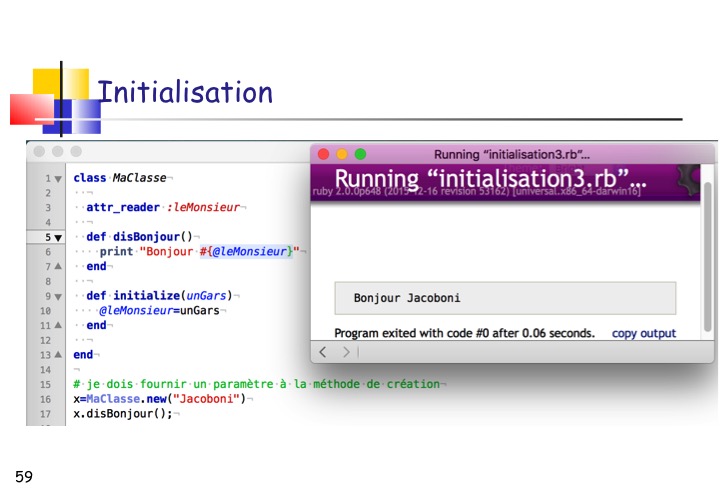 Initialisation
1 class MaClasse
2
3 attr_reader :leMonsieur
4
5 def disBonjour()
6 print "Bonjour #{@leMonsieur}"
7 end
8
9 def initialize(unGars)
10 @leMonsieur=unGars
11 end
12
13 end
14
15 # je dois fournir un paramètre à la méthode de création
16 x=MaClasse.new("Jacoboni")
17 x.disBonjour();
Running “initialisation3.rb”…
Running “initialisation3.rb”…
ruby 2.0.0p648 (2015-12-16 revision 53162) [universal.x86_64-darwin16]
Bonjour Jacoboni
Program exited with code #0 after 0.06 seconds. copy output
59